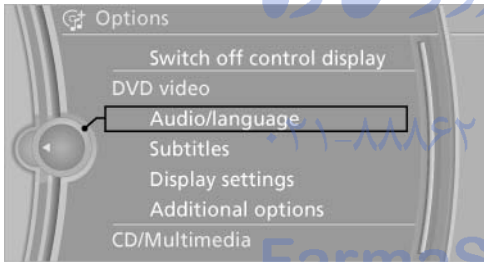 Options
Switch off control display
DVD video
Audio/language
Subtitles
Display settings
Additional options
CD/Multimedia